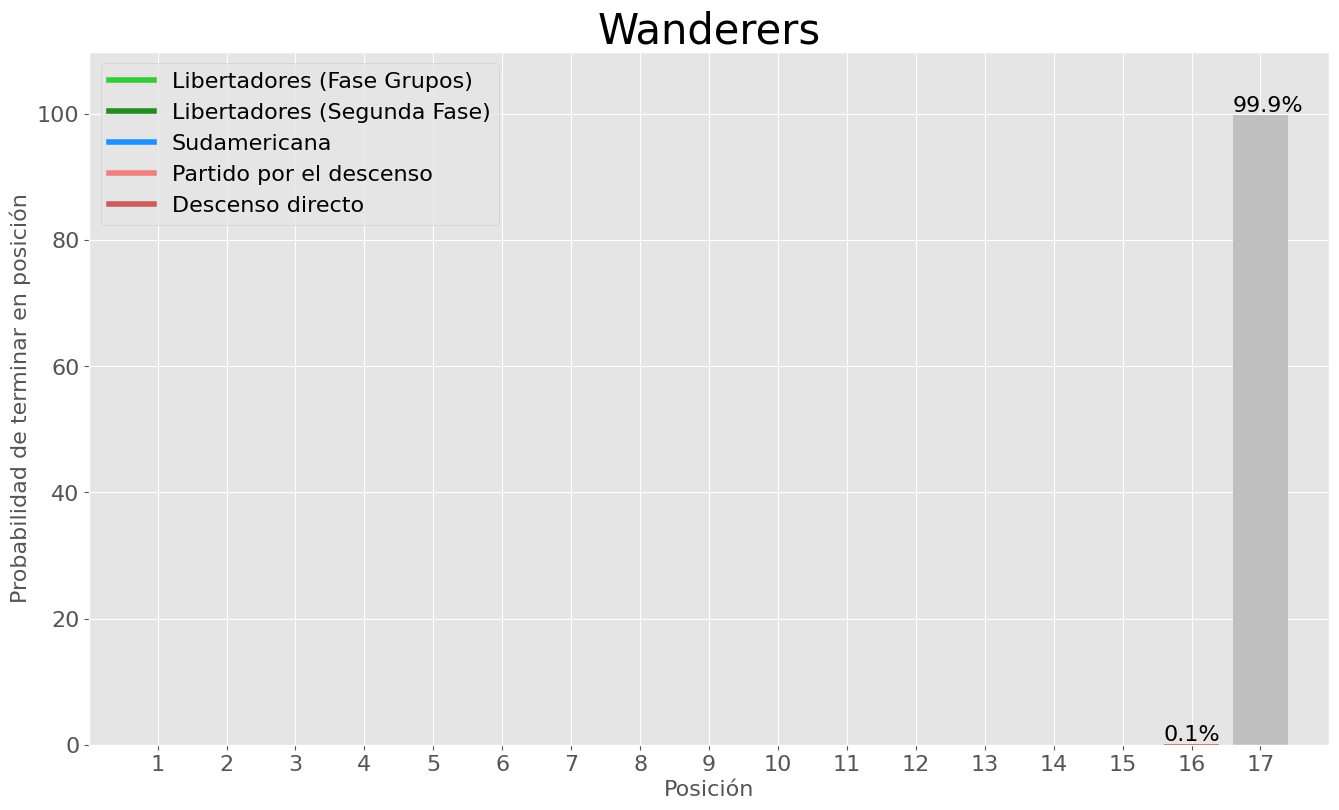 Wanderers
Libertadores (Fase Grupos)
Libertadores (Segunda Fase)
Sudamericana
Partido por el descenso
Descenso directo
99.9%
0.1%
Probabilidad de terminar en posición
100
80
60
40
20
0
1 2 3 4 5 6 7 8 9 10 11 12 13 14 15 16 17
Posición